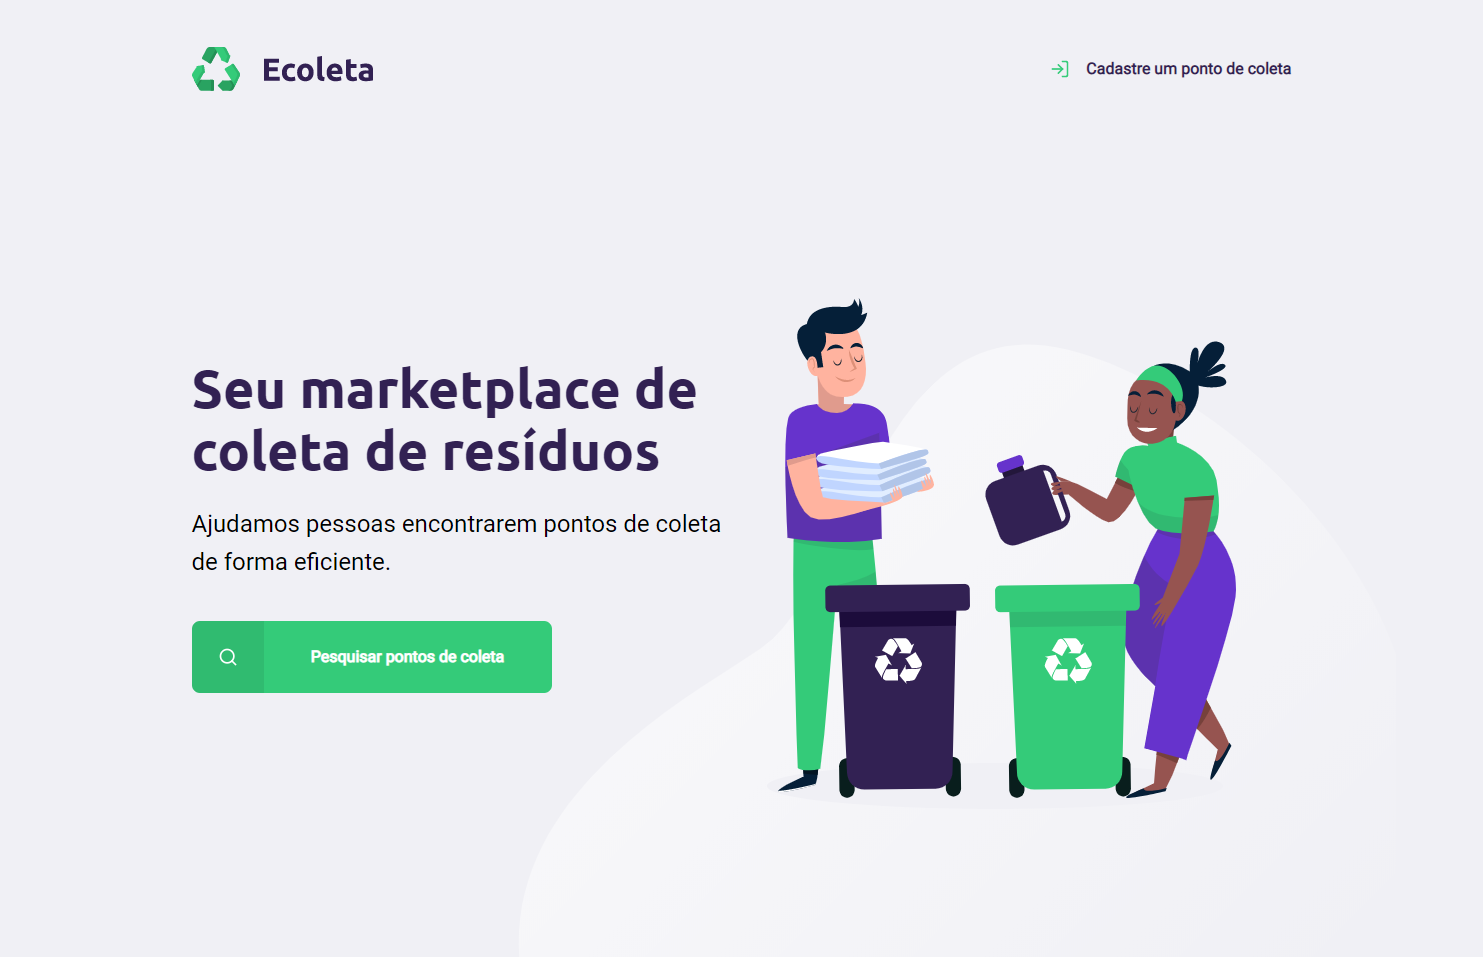 Ecoleta
Cadastre um ponto de coleta
Seu marketplace de
coleta de resíduos
Ajudamos pessoas encontrarem pontos de coleta
de forma eficiente.
Pesquisar pontos de coleta